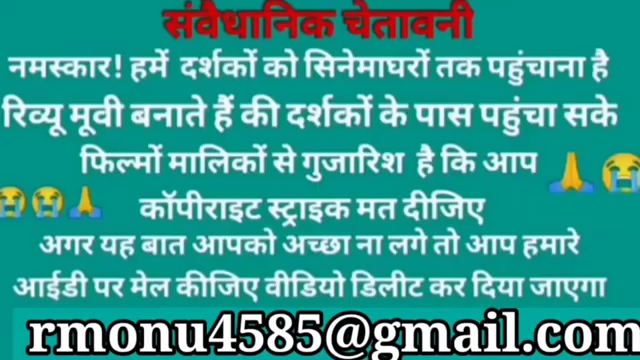 संवैधानिक चेतावनी
नमस्कार! हमें दर्शकों को सिनेमाघरों तक पहुंचाना है
रिव्यू मूवी बनाते हैं की दर्शकों के पास पहुंचा सके
फिल्मों मालिकों से गुजारिश है कि आप 🙏😭
😭😭🙏 कॉपीराइट स्ट्राइक मत दीजिए
अगर यह बात आपको अच्छा ना लगे तो आप हमारे
आईडी पर मेल कीजिए वीडियो डिलीट कर दिया जाएगा
rmonu4585@gmail.com